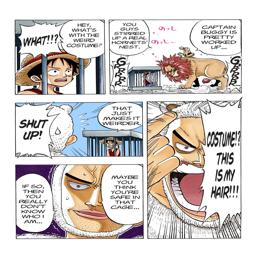 WHAT!!?
HEY,
WHAT'S
WITH THE
WEIRD
COSTUME?
YOU
GUYS
STIRRED
UP A REAL
HORNETS'
NEST.
CAPTAIN
BUGGY IS
PRETTY
WORKED
UP...
SHUT
UP!
THAT
JUST
MAKES IT
WEIRDER.
COSTUME!?
THIS
IS MY
HAIR!!!
IF SO,
THEN YOU
REALLY
DON'T
KNOW WHO
I AM...
MAYBE
YOU THINK
YOU'RE
SAFE IN
THAT
CAGE...